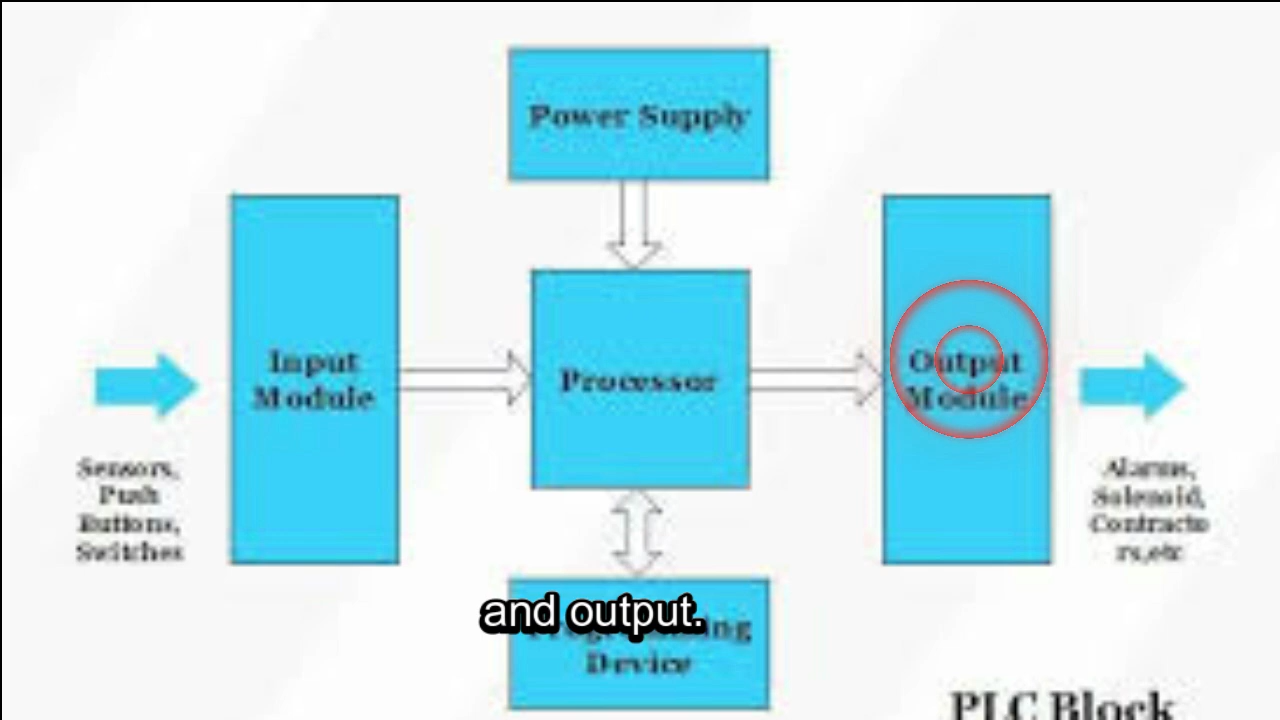 Power Supply
Input
Module
Processor
Output
Module
Sensors,
Push
Buttons,
Switches
Alarms,
Solenoid,
Contracto
rs,etc
and output.
Programming
Device
PLC Block